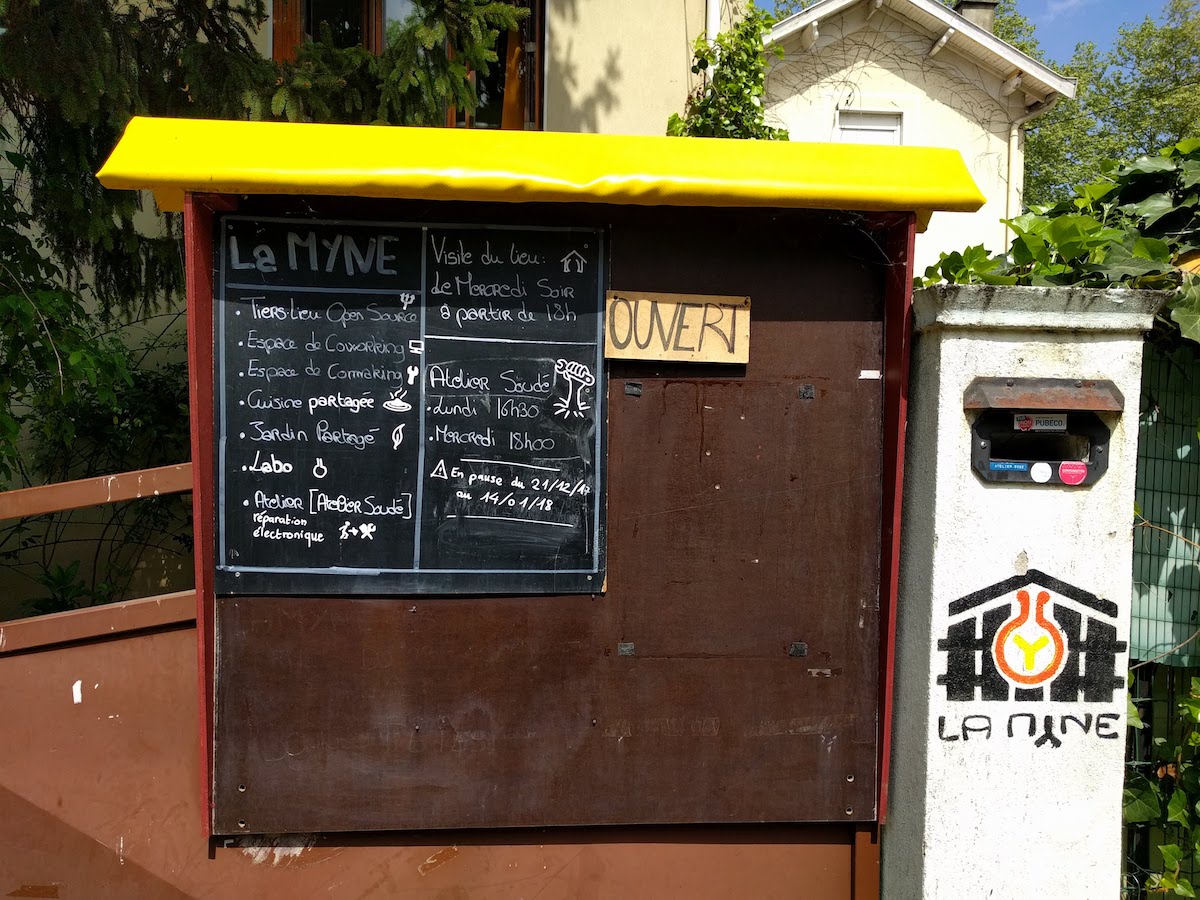 La MYNE
• Tiers-Lieu Open Source
• Espace de Coworking
• Espace de Comaking
• Cuisine partagée
• Jardin Partagé
• Labo
• Atelier [Atelier Soudé]
réparation
électronique
Visite du lieu:
Le Mercredi Soir
à partir de 18h
Atelier Soudé
• Lundi 16h30
• Mercredi 18h00
⚠ En pause du 21/12/17
au 14/01/18
OUVERT
PUBECO
LA MYNE